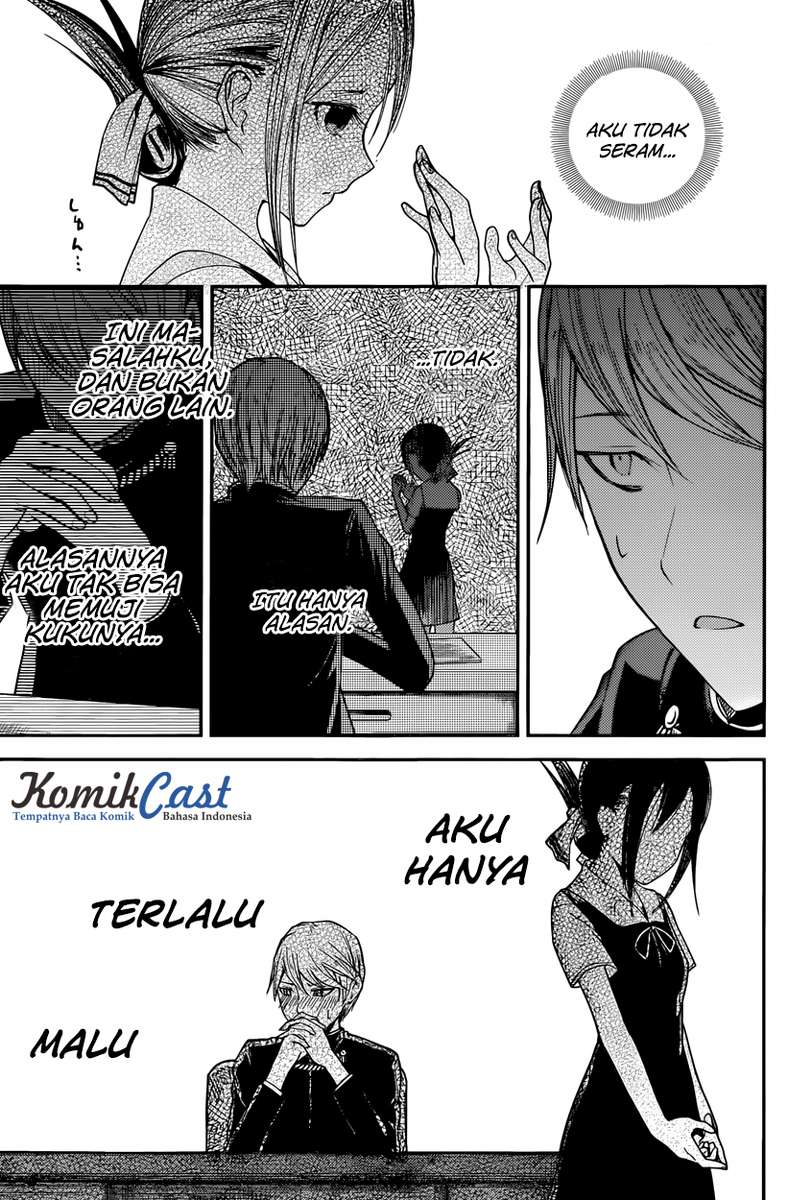 AKU TIDAK
SERAM...
しゅん…
...TIDAK.
ITU HANYA
ALASAN.
INI MA-
SALAHKU,
DAN BUKAN
ORANG LAIN.
ALASANNYA
AKU TAK BISA
MEMUJI
KUKUNYA...
KomikCast
Tempatnya Baca Komik Bahasa Indonesia
AKU
HANYA
TERLALU
MALU